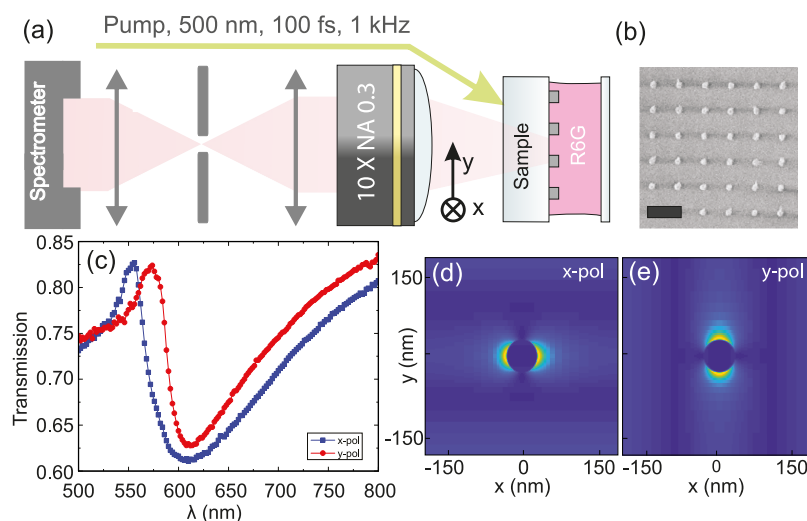 (a)
Pump, 500 nm, 100 fs, 1 kHz
(b)
Spectrometer
10 X NA 0.3
y
x
Sample
R6G
(c)
0.85
0.80
0.75
0.70
0.65
0.60
Transmission
x-pol
y-pol
500 550 600 650 700 750 800
λ (nm)
(d) x-pol
150
y (nm)
-150
-150 0 150
x (nm)
(e) y-pol
-150 0 150
x (nm)